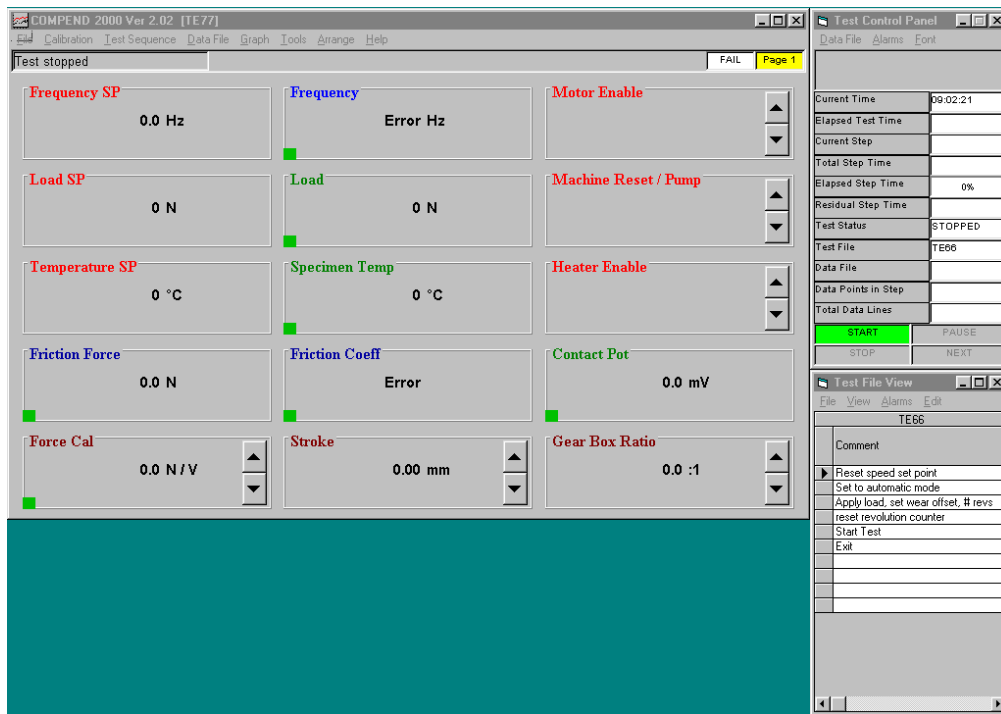 COMPEND 2000 Ver 2.02 [TE77]
File Calibration Test Sequence Data File Graph Tools Arrange Help
Test stopped FAIL Page 1
Frequency SP
0.0 Hz
Frequency
Error Hz
Motor Enable
Load SP
0 N
Load
0 N
Machine Reset / Pump
Temperature SP
0 °C
Specimen Temp
0 °C
Heater Enable
Friction Force
0.0 N
Friction Coeff
Error
Contact Pot
0.0 mV
Force Cal
0.0 N / V
Stroke
0.00 mm
Gear Box Ratio
0.0 :1
Test Control Panel
Data File Alarms Font
Current Time 09:02:21
Elapsed Test Time
Current Step
Total Step Time
Elapsed Step Time 0%
Residual Step Time
Test Status STOPPED
Test File TE66
Data File
Data Points in Step
Total Data Lines
START PAUSE
STOP NEXT
Test File View
File View Alarms Edit
TE66
Comment
Reset speed set point
Set to automatic mode
Apply load, set wear offset, # revs
reset revolution counter
Start Test
Exit